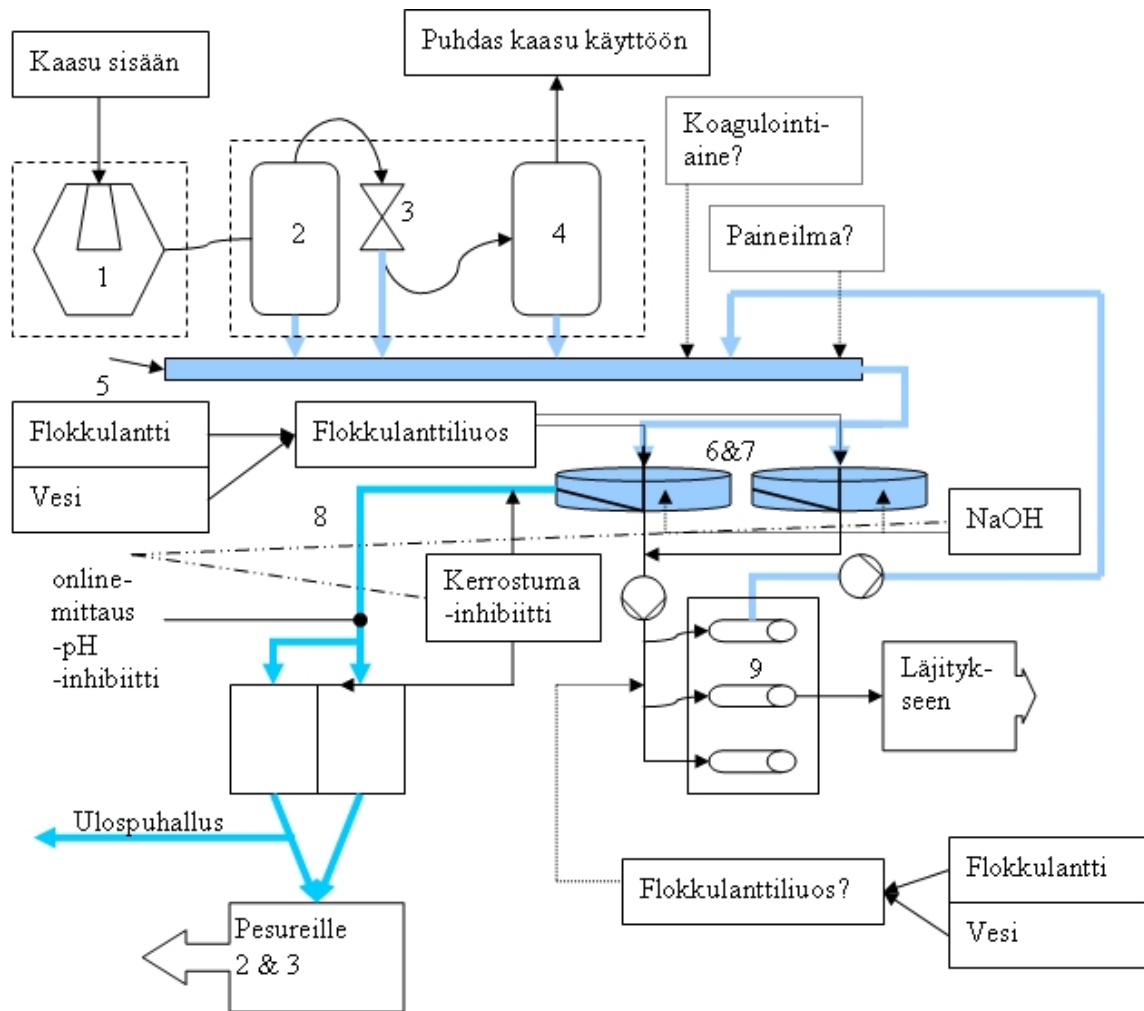 Puhdas kaasu käyttöön
Kaasu sisään
Koagulointi-
aine?
Paineilma?
1
2
3
4
5
Flokkulantti
Vesi
Flokkulanttiliuos
6&7
8
NaOH
online-
mittaus
-pH
-inhibiitti
Kerrostuma
-inhibiitti
9
Läjityk-
seen
Ulospuhallus
Flokkulanttiliuos?
Flokkulantti
Vesi
Pesureille
2 & 3